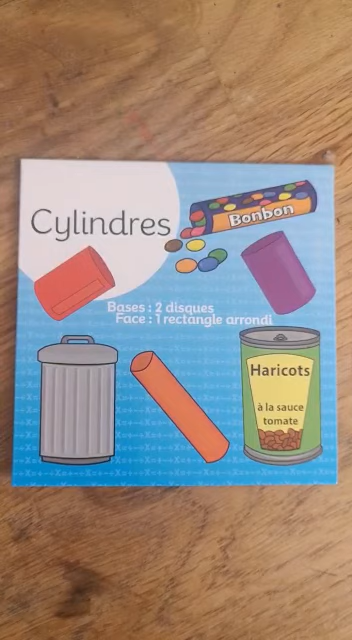 Cylindres
Bonbon
Bases : 2 disques
Face : 1 rectangle arrondi
Haricots
à la sauce
tomate